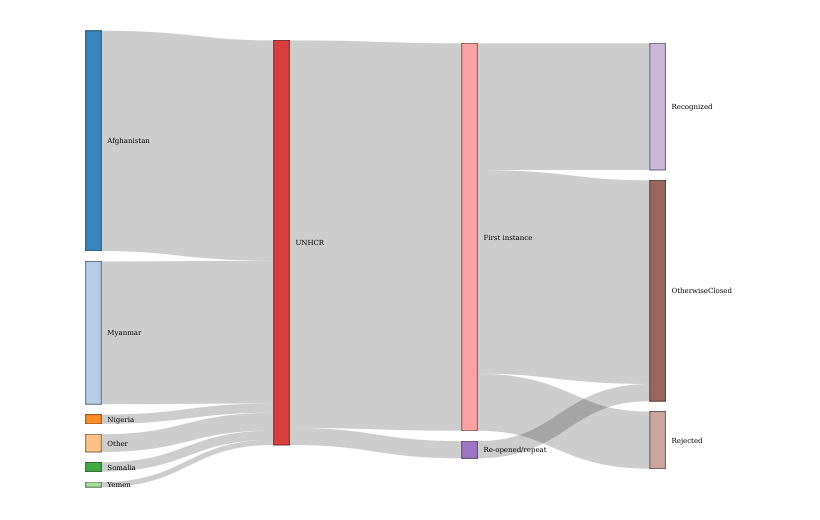 Afghanistan
Myanmar
Nigeria
Other
Somalia
Yemen
UNHCR
First instance
Re-opened/repeat
Recognized
OtherwiseClosed
Rejected